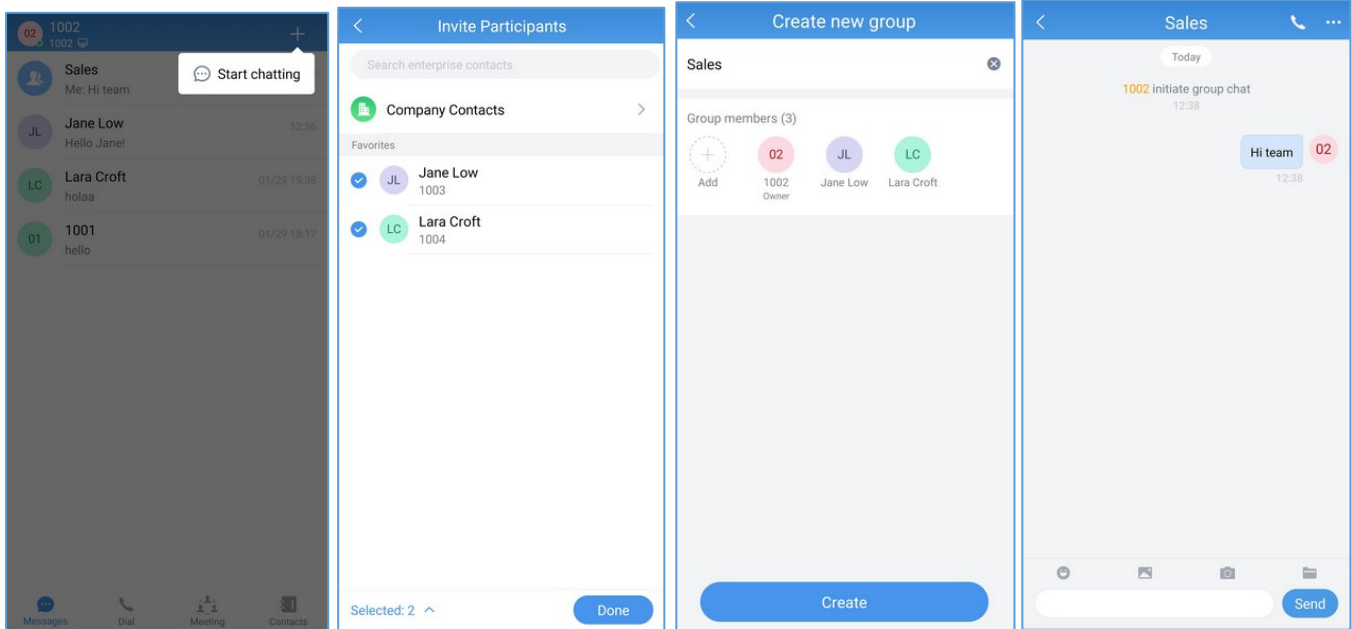 02
1002
1002
Start chatting
Sales
Me: Hi team
JL
Jane Low
12:36
Hello Jane!
LC
Lara Croft
01/29 19:38
holaa
01
1001
01/29 18:17
hello
Messages
Dial
Meeting
Contacts
Invite Participants
Search enterprise contacts
Company Contacts
Favorites
JL
Jane Low
1003
LC
Lara Croft
1004
Selected: 2
Done
Create new group
Sales
Group members (3)
02
JL
LC
Add
1002
Jane Low
Lara Croft
Owner
Create
Sales
Today
1002 initiate group chat
12:38
Hi team
02
12:38
Send